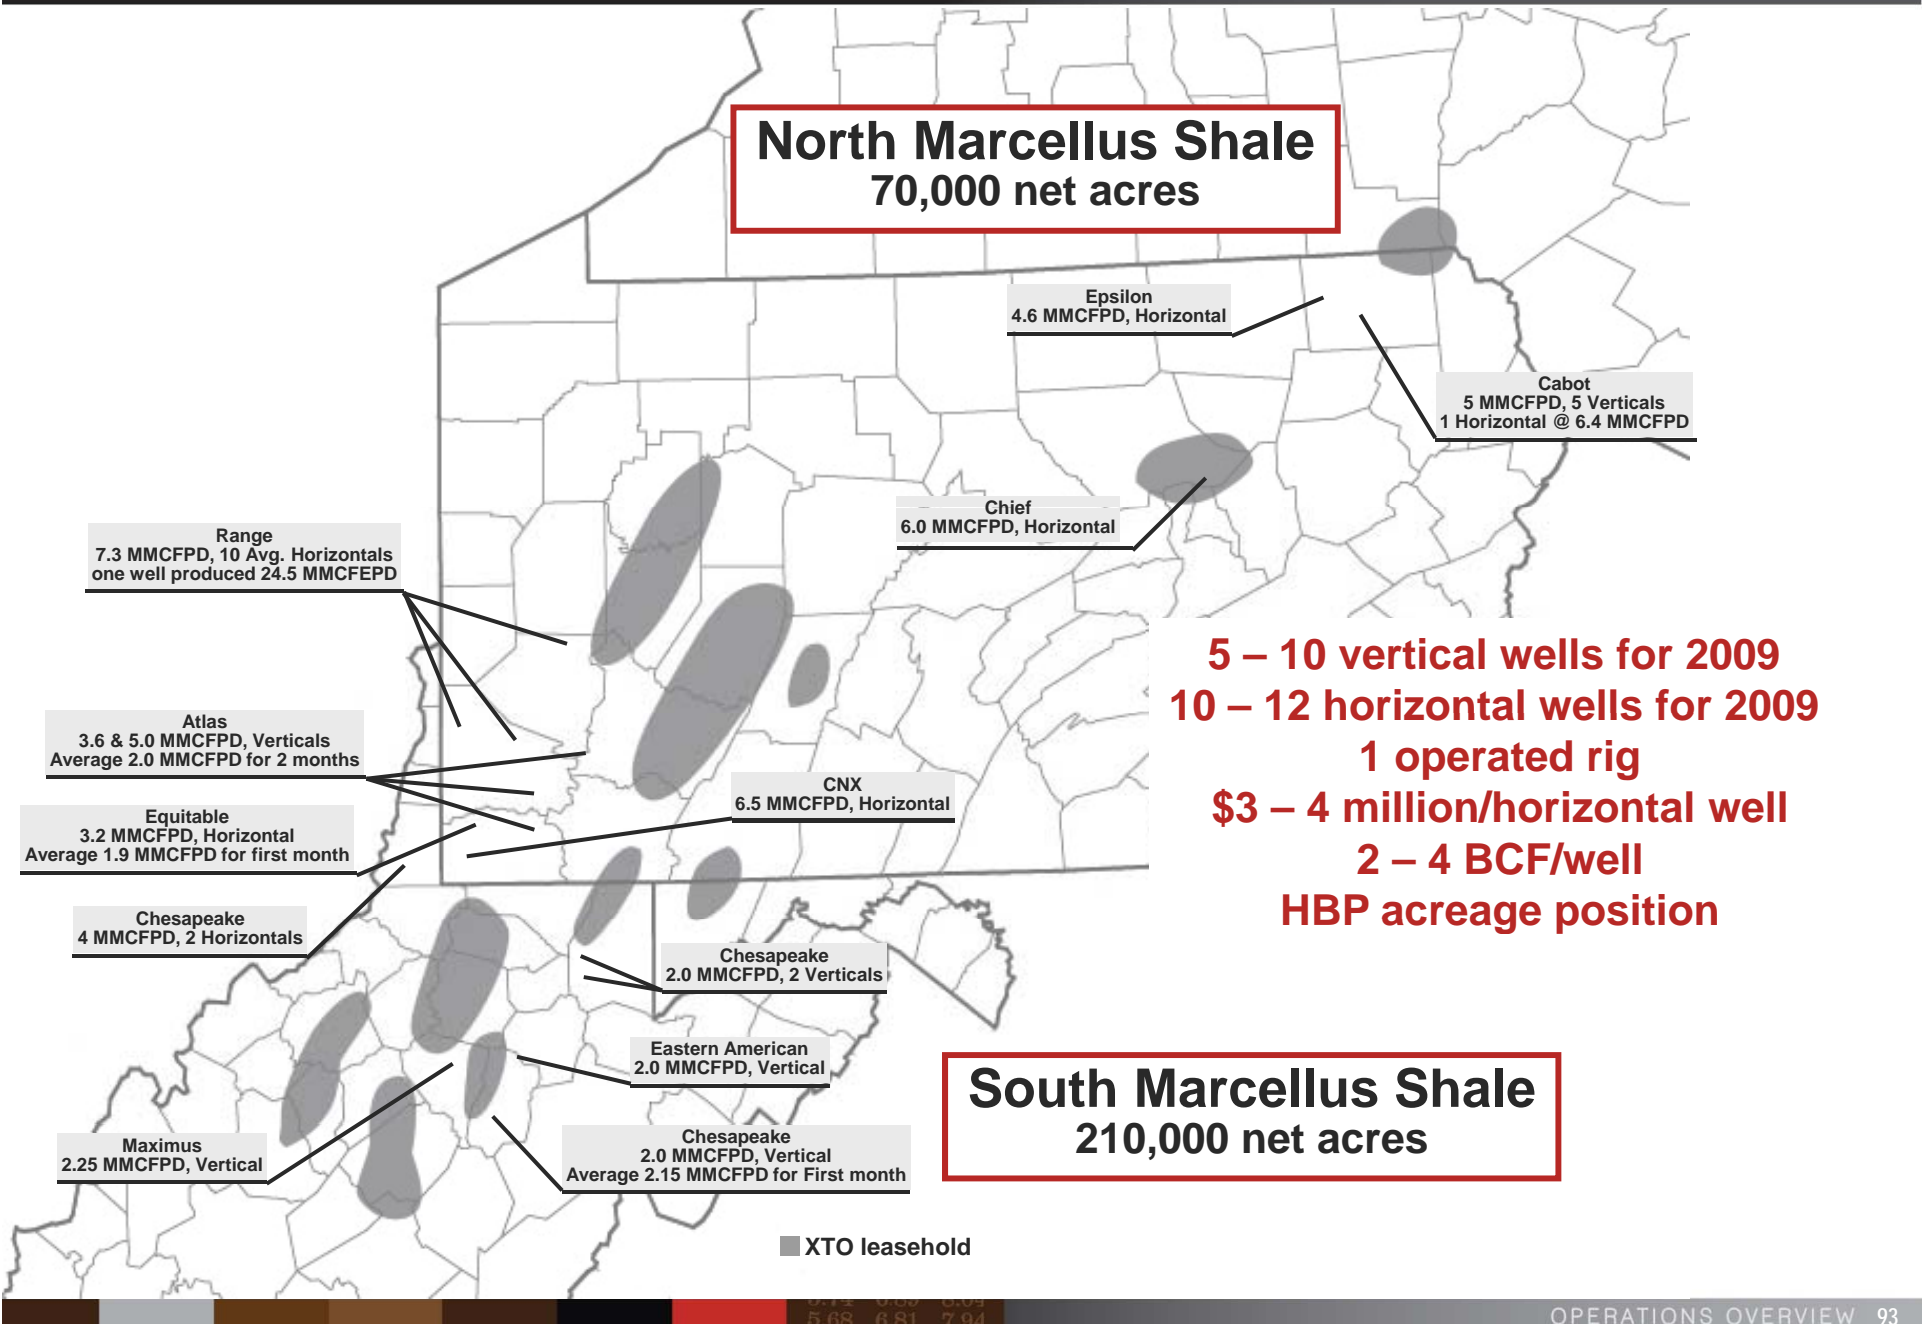 North Marcellus Shale
70,000 net acres
Epsilon
4.6 MMCFPD, Horizontal
Cabot
5 MMCFPD, 5 Verticals
1 Horizontal @ 6.4 MMCFPD
Chief
6.0 MMCFPD, Horizontal
Range
7.3 MMCFPD, 10 Avg. Horizontals
one well produced 24.5 MMCFEPD
5 – 10 vertical wells for 2009
10 – 12 horizontal wells for 2009
1 operated rig
$3 – 4 million/horizontal well
2 – 4 BCF/well
HBP acreage position
Atlas
3.6 & 5.0 MMCFPD, Verticals
Average 2.0 MMCFPD for 2 months
CNX
6.5 MMCFPD, Horizontal
Equitable
3.2 MMCFPD, Horizontal
Average 1.9 MMCFPD for first month
Chesapeake
4 MMCFPD, 2 Horizontals
Chesapeake
2.0 MMCFPD, 2 Verticals
Eastern American
2.0 MMCFPD, Vertical
South Marcellus Shale
210,000 net acres
Maximus
2.25 MMCFPD, Vertical
Chesapeake
2.0 MMCFPD, Vertical
Average 2.15 MMCFPD for First month
XTO leasehold
5.68 6.81 7.94
OPERATIONS OVERVIEW 93